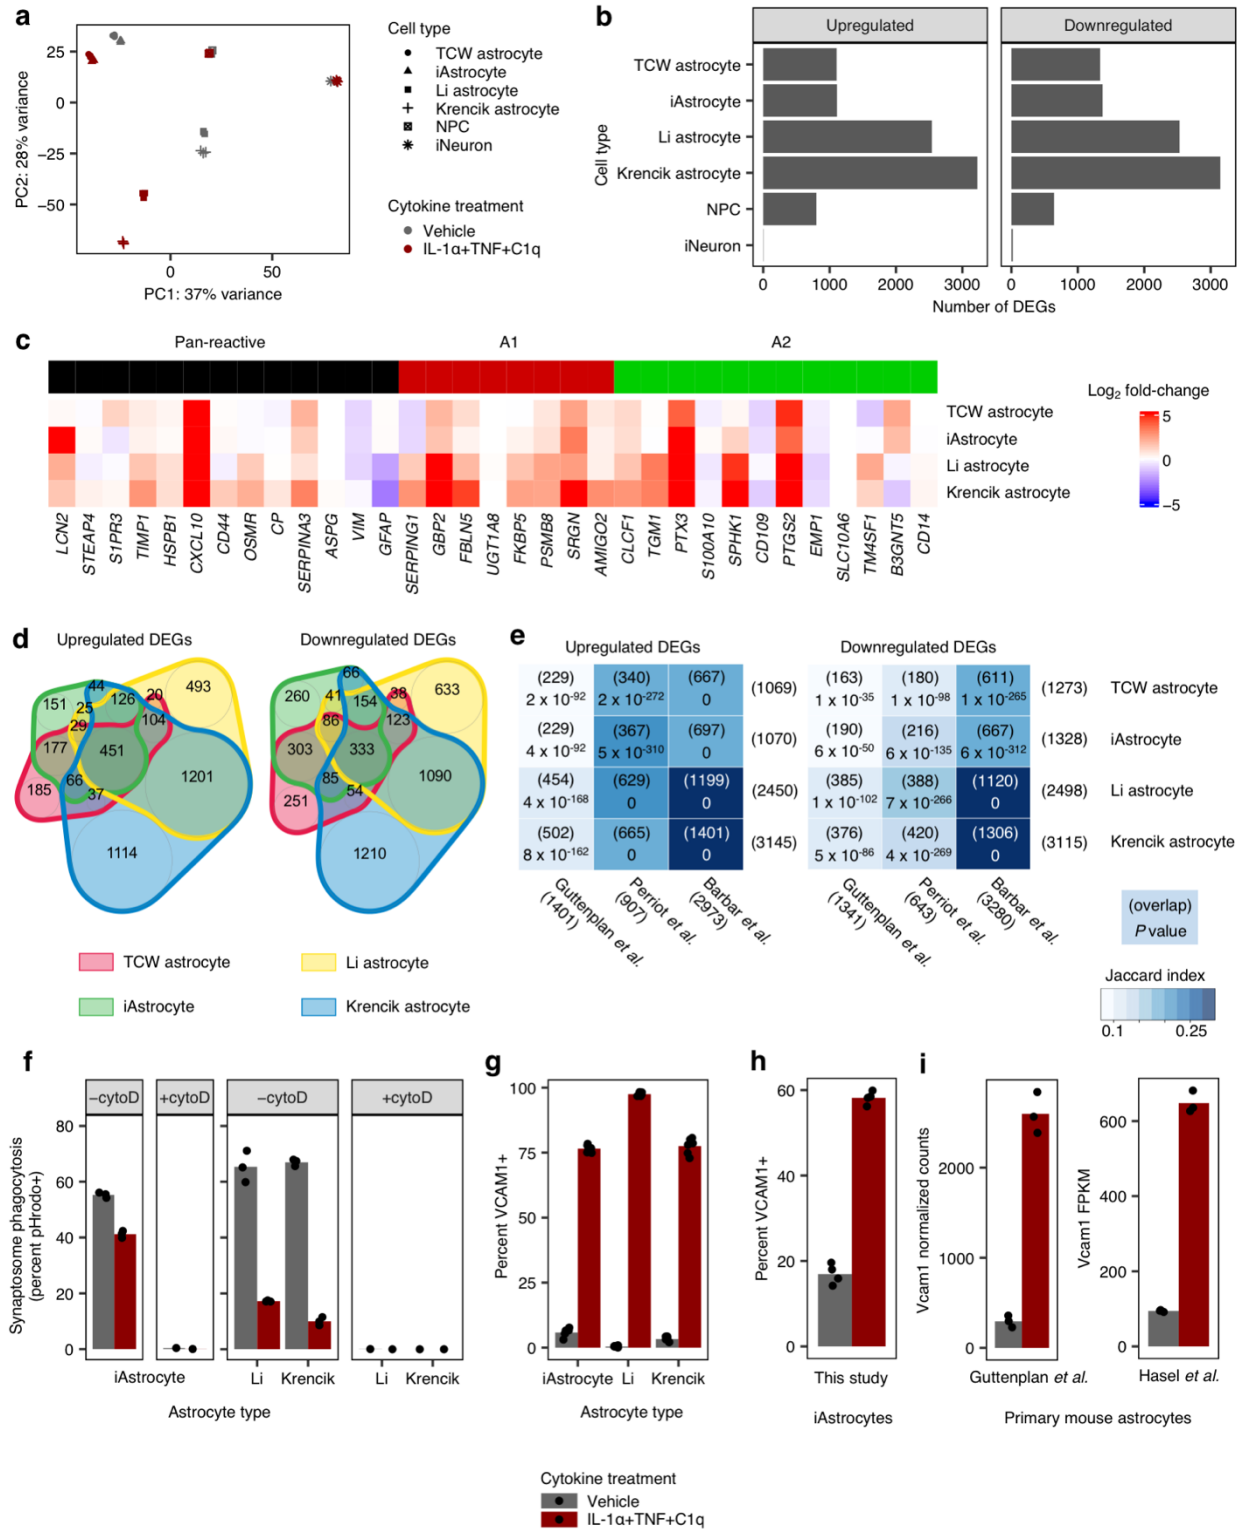 a
PC2: 28% variance
25
0
−25
−50
0
50
PC1: 37% variance
Cell type
TCW astrocyte
iAstrocyte
Li astrocyte
Krencik astrocyte
NPC
iNeuron
Cytokine treatment
Vehicle
IL-1α+TNF+C1q
b
Upregulated
Downregulated
Cell type
TCW astrocyte
iAstrocyte
Li astrocyte
Krencik astrocyte
NPC
iNeuron
0 1000 2000 3000
0 1000 2000 3000
Number of DEGs
c
Pan-reactive
A1
A2
TCW astrocyte
iAstrocyte
Li astrocyte
Krencik astrocyte
LCN2
STEAP4
S1PR3
TIMP1
HSPB1
CXCL10
CD44
OSMR
CP
SERPINA3
ASPG
VIM
GFAP
SERPING1
GBP2
FBLN5
UGT1A8
FKBP5
PSMB8
SRGN
AMIGO2
CLCF1
TGM1
PTX3
S100A10
SPHK1
CD109
PTGS2
EMP1
SLC10A6
TM4SF1
B3GNT5
CD14
Log2 fold-change
5
0
−5
d
Upregulated DEGs
44
126
20
493
151
25
29
104
177
451
1201
66
37
185
1114
Downregulated DEGs
66
260
41
154
38
633
86
123
303
333
1090
85
54
251
1210
TCW astrocyte
Li astrocyte
iAstrocyte
Krencik astrocyte
e
Upregulated DEGs
(229) (340) (667)
2 x 10-92 2 x 10-272 0
(1069)
(229) (367) (697)
4 x 10-92 5 x 10-310 0
(1070)
(454) (629) (1199)
4 x 10-168 0 0
(2450)
(502) (665) (1401)
8 x 10-162 0 0
(3145)
Guttenplan et al.
(1401)
Perriot et al.
(907)
Barbar et al.
(2973)
Downregulated DEGs
(163) (180) (611)
1 x 10-35 1 x 10-98 1 x 10-265
(1273) TCW astrocyte
(190) (216) (667)
6 x 10-50 6 x 10-135 6 x 10-312
(1328) iAstrocyte
(385) (388) (1120)
1 x 10-102 7 x 10-266 0
(2498) Li astrocyte
(376) (420) (1306)
5 x 10-86 4 x 10-269 0
(3115) Krencik astrocyte
Guttenplan et al.
(1341)
Perriot et al.
(643)
Barbar et al.
(3280)
(overlap)
P value
Jaccard index
0.1 0.25
f
Synaptosome phagocytosis
(percent pHrodo+)
−cytoD
+cytoD
−cytoD
+cytoD
80
60
40
20
0
iAstrocyte
Li Krencik
Li Krencik
Astrocyte type
g
Percent VCAM1+
100
75
50
25
0
iAstrocyte Li Krencik
Astrocyte type
h
Percent VCAM1+
60
40
20
0
This study
iAstrocytes
i
Vcam1 normalized counts
2000
1000
0
Guttenplan et al.
Vcam1 FPKM
600
400
200
0
Hasel et al.
Primary mouse astrocytes
Cytokine treatment
Vehicle
IL-1α+TNF+C1q